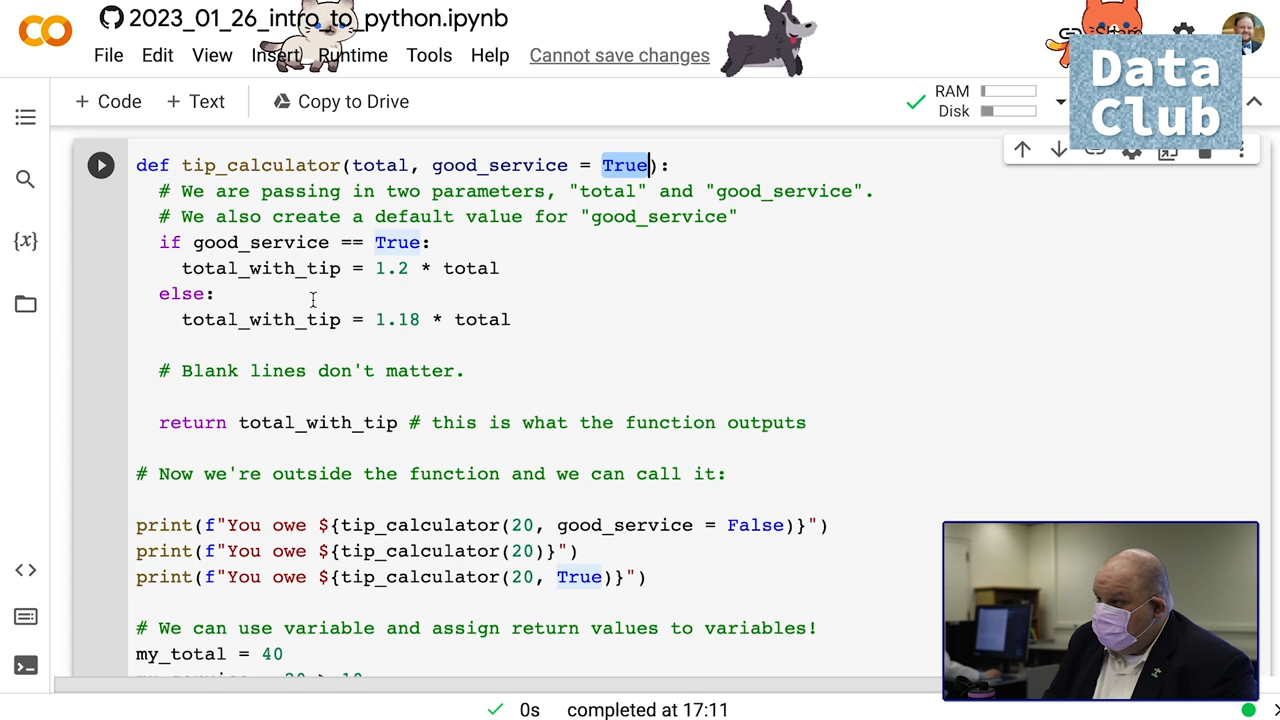 2023_01_26_intro_to_python.ipynb
File Edit View Insert Runtime Tools Help Cannot save changes
Share
Data
Club
+ Code + Text Copy to Drive
RAM
Disk
{x}
def tip_calculator(total, good_service = True):
# We are passing in two parameters, "total" and "good_service".
# We also create a default value for "good_service"
if good_service == True:
total_with_tip = 1.2 * total
else:
total_with_tip = 1.18 * total
# Blank lines don't matter.
return total_with_tip # this is what the function outputs
# Now we're outside the function and we can call it:
print(f"You owe ${tip_calculator(20, good_service = False)}")
print(f"You owe ${tip_calculator(20)}")
print(f"You owe ${tip_calculator(20, True)}")
# We can use variable and assign return values to variables!
my_total = 40
0s completed at 17:11